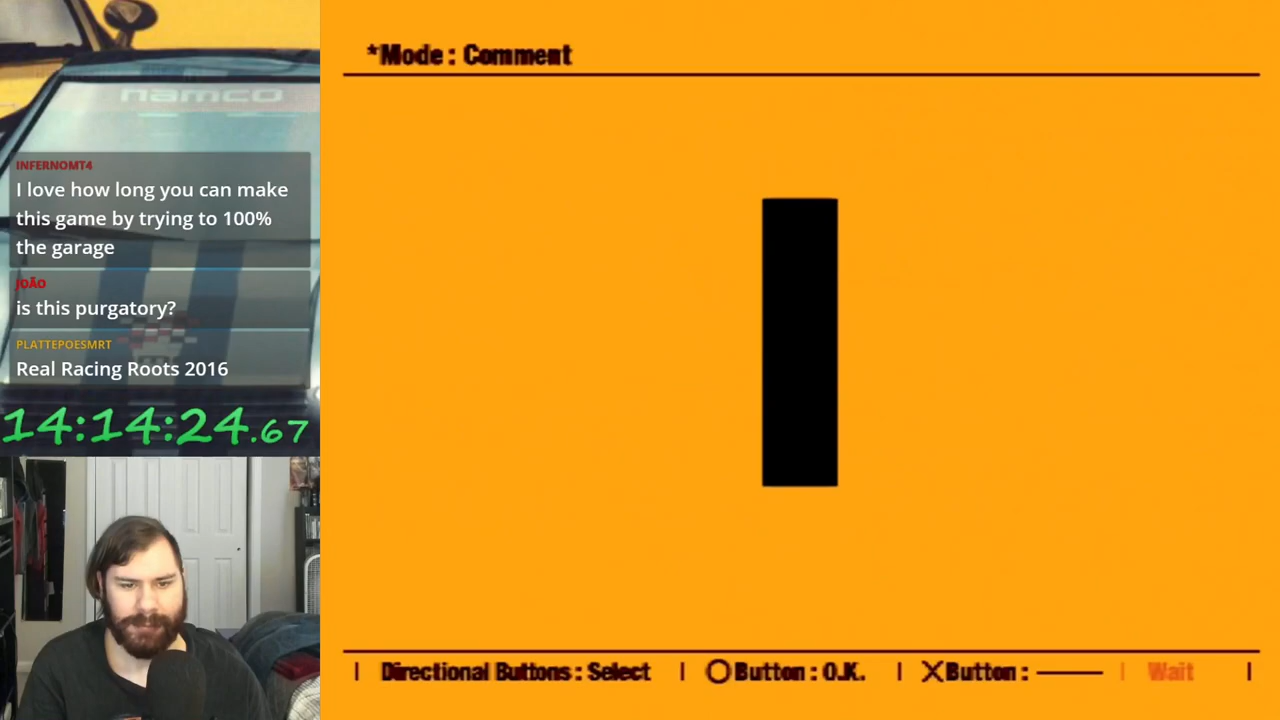 namco
INFERNOMT4
I love how long you can make
this game by trying to 100%
the garage
JOÃO
is this purgatory?
PLATTEPOESMRT
Real Racing Roots 2016
14:14:24.67
*Mode : Comment
| Directional Buttons : Select | ○ Button : O.K. | ✕ Button : —— | Wait |